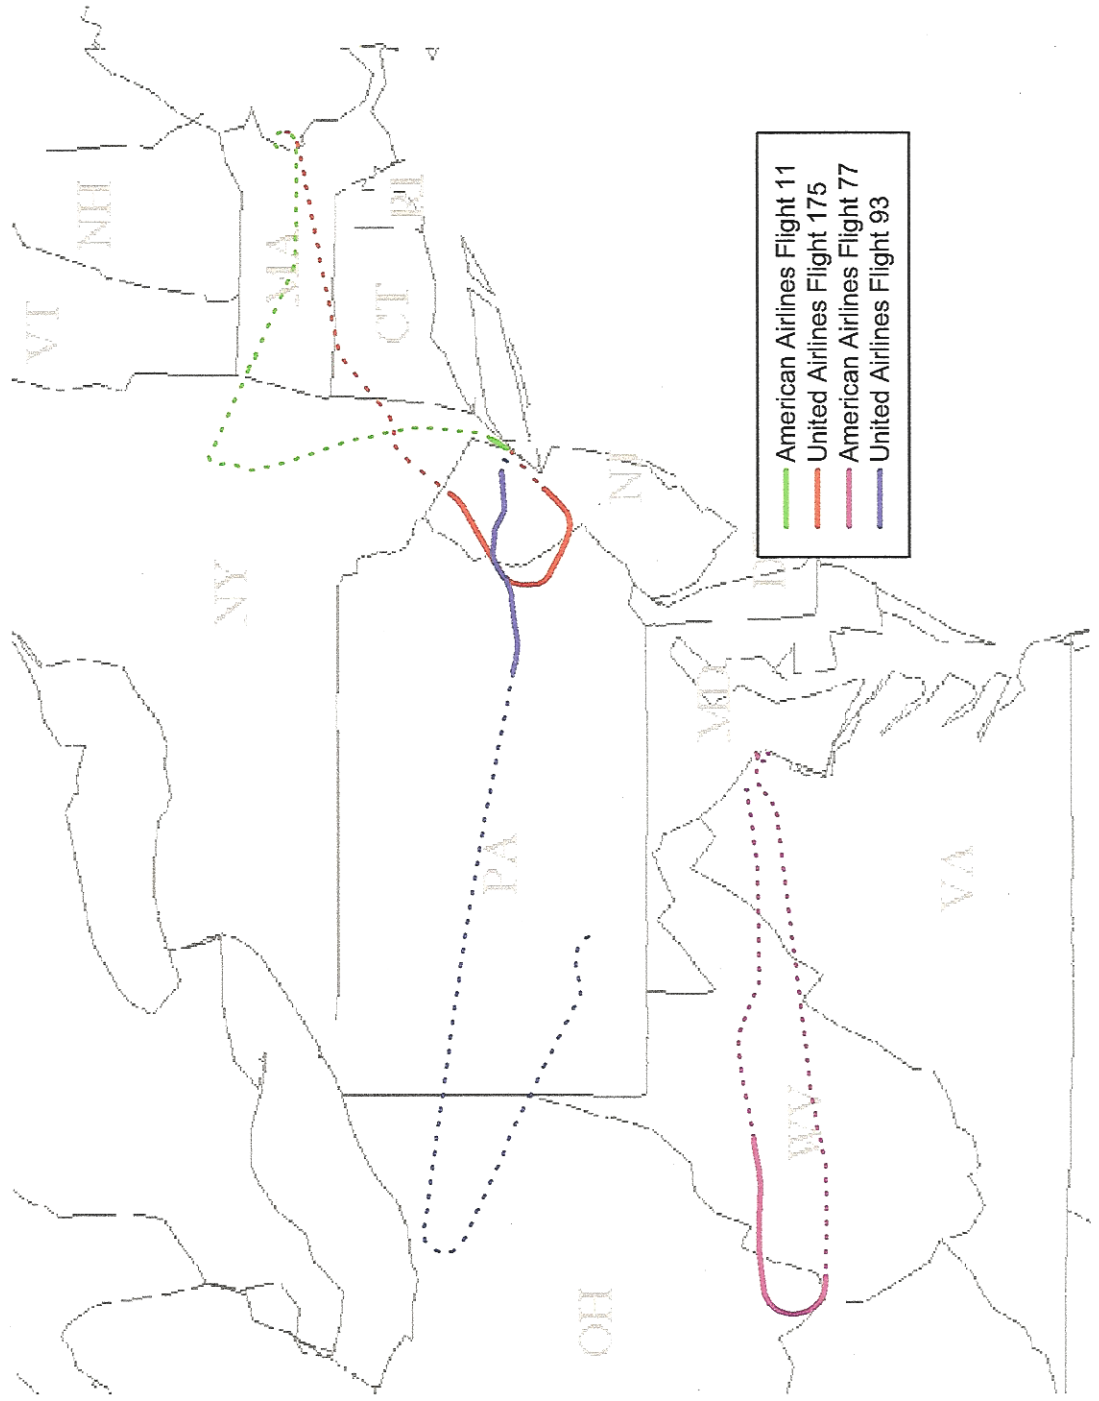 VT
NH
MA
NY
CT
RI
NJ
PA
MD
OH
WV
VA
American Airlines Flight 11
United Airlines Flight 175
American Airlines Flight 77
United Airlines Flight 93